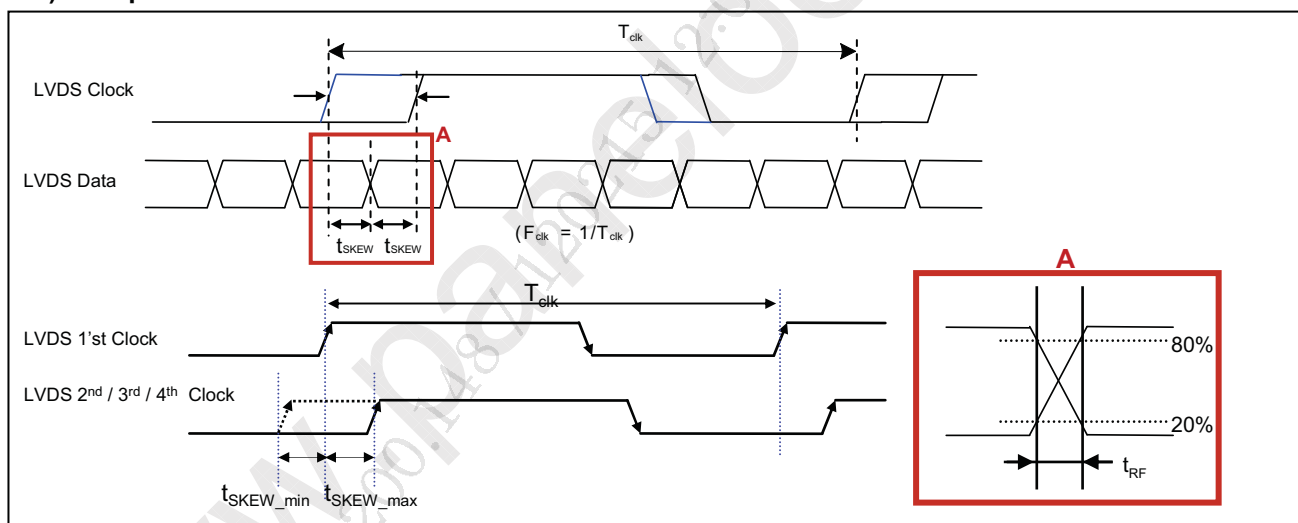 Tclk
LVDS Clock
A
LVDS Data
tSKEW tSKEW
(Fclk = 1/Tclk)
A
Tclk
LVDS 1'st Clock
80%
LVDS 2nd / 3rd / 4th Clock
20%
tRF
tSKEW_min tSKEW_max